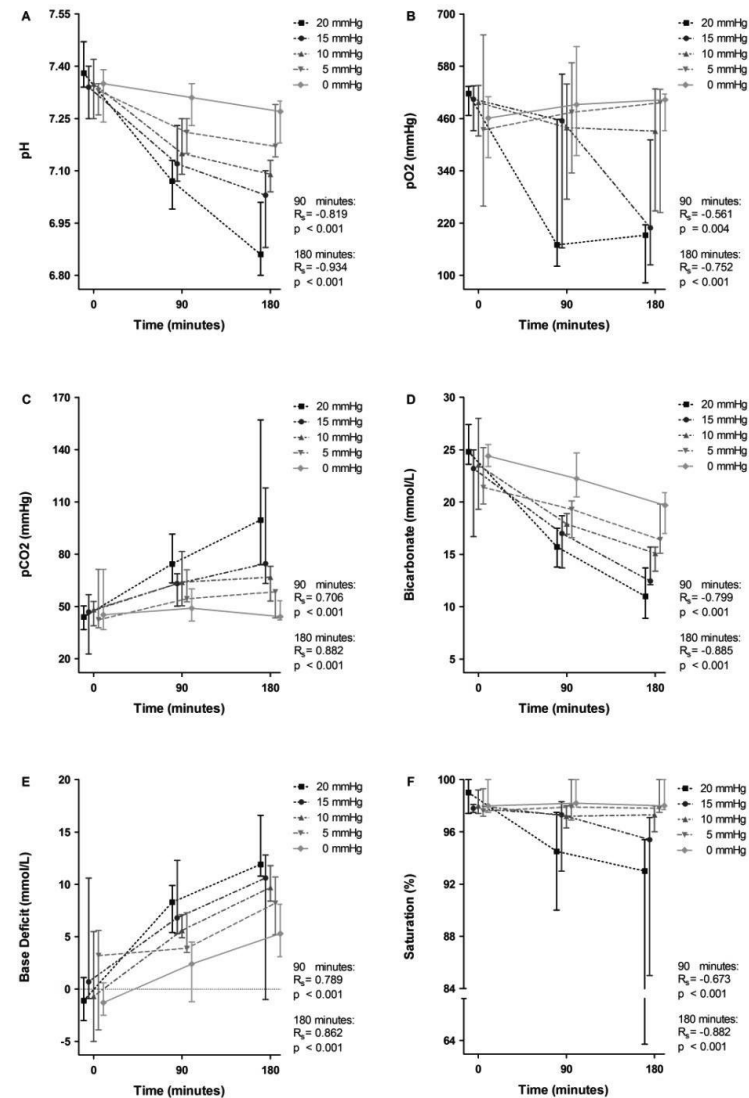 A
7.55
7.40
7.25
7.10
6.95
6.80
pH
0
90
180
Time (minutes)
20 mmHg
15 mmHg
10 mmHg
5 mmHg
0 mmHg
90 minutes:
Rs= -0.819
p < 0.001
180 minutes:
Rs= -0.934
p < 0.001
B
700
580
460
340
220
100
pO2 (mmHg)
0
90
180
Time (minutes)
20 mmHg
15 mmHg
10 mmHg
5 mmHg
0 mmHg
90 minutes:
Rs= -0.561
p = 0.004
180 minutes:
Rs= -0.752
p < 0.001
C
170
140
110
80
50
20
pCO2 (mmHg)
0
90
180
Time (minutes)
20 mmHg
15 mmHg
10 mmHg
5 mmHg
0 mmHg
90 minutes:
Rs= 0.706
p < 0.001
180 minutes:
Rs= 0.882
p < 0.001
D
30
25
20
15
10
5
Bicarbonate (mmol/L)
0
90
180
Time (minutes)
20 mmHg
15 mmHg
10 mmHg
5 mmHg
0 mmHg
90 minutes:
Rs= -0.799
p < 0.001
180 minutes:
Rs= -0.885
p < 0.001
E
20
15
10
5
0
-5
Base Deficit (mmol/L)
0
90
180
Time (minutes)
20 mmHg
15 mmHg
10 mmHg
5 mmHg
0 mmHg
90 minutes:
Rs= 0.789
p < 0.001
180 minutes:
Rs= 0.862
p < 0.001
F
100
96
92
88
84
64
Saturation (%)
0
90
180
Time (minutes)
20 mmHg
15 mmHg
10 mmHg
5 mmHg
0 mmHg
90 minutes:
Rs= -0.673
p < 0.001
180 minutes:
Rs= -0.882
p < 0.001